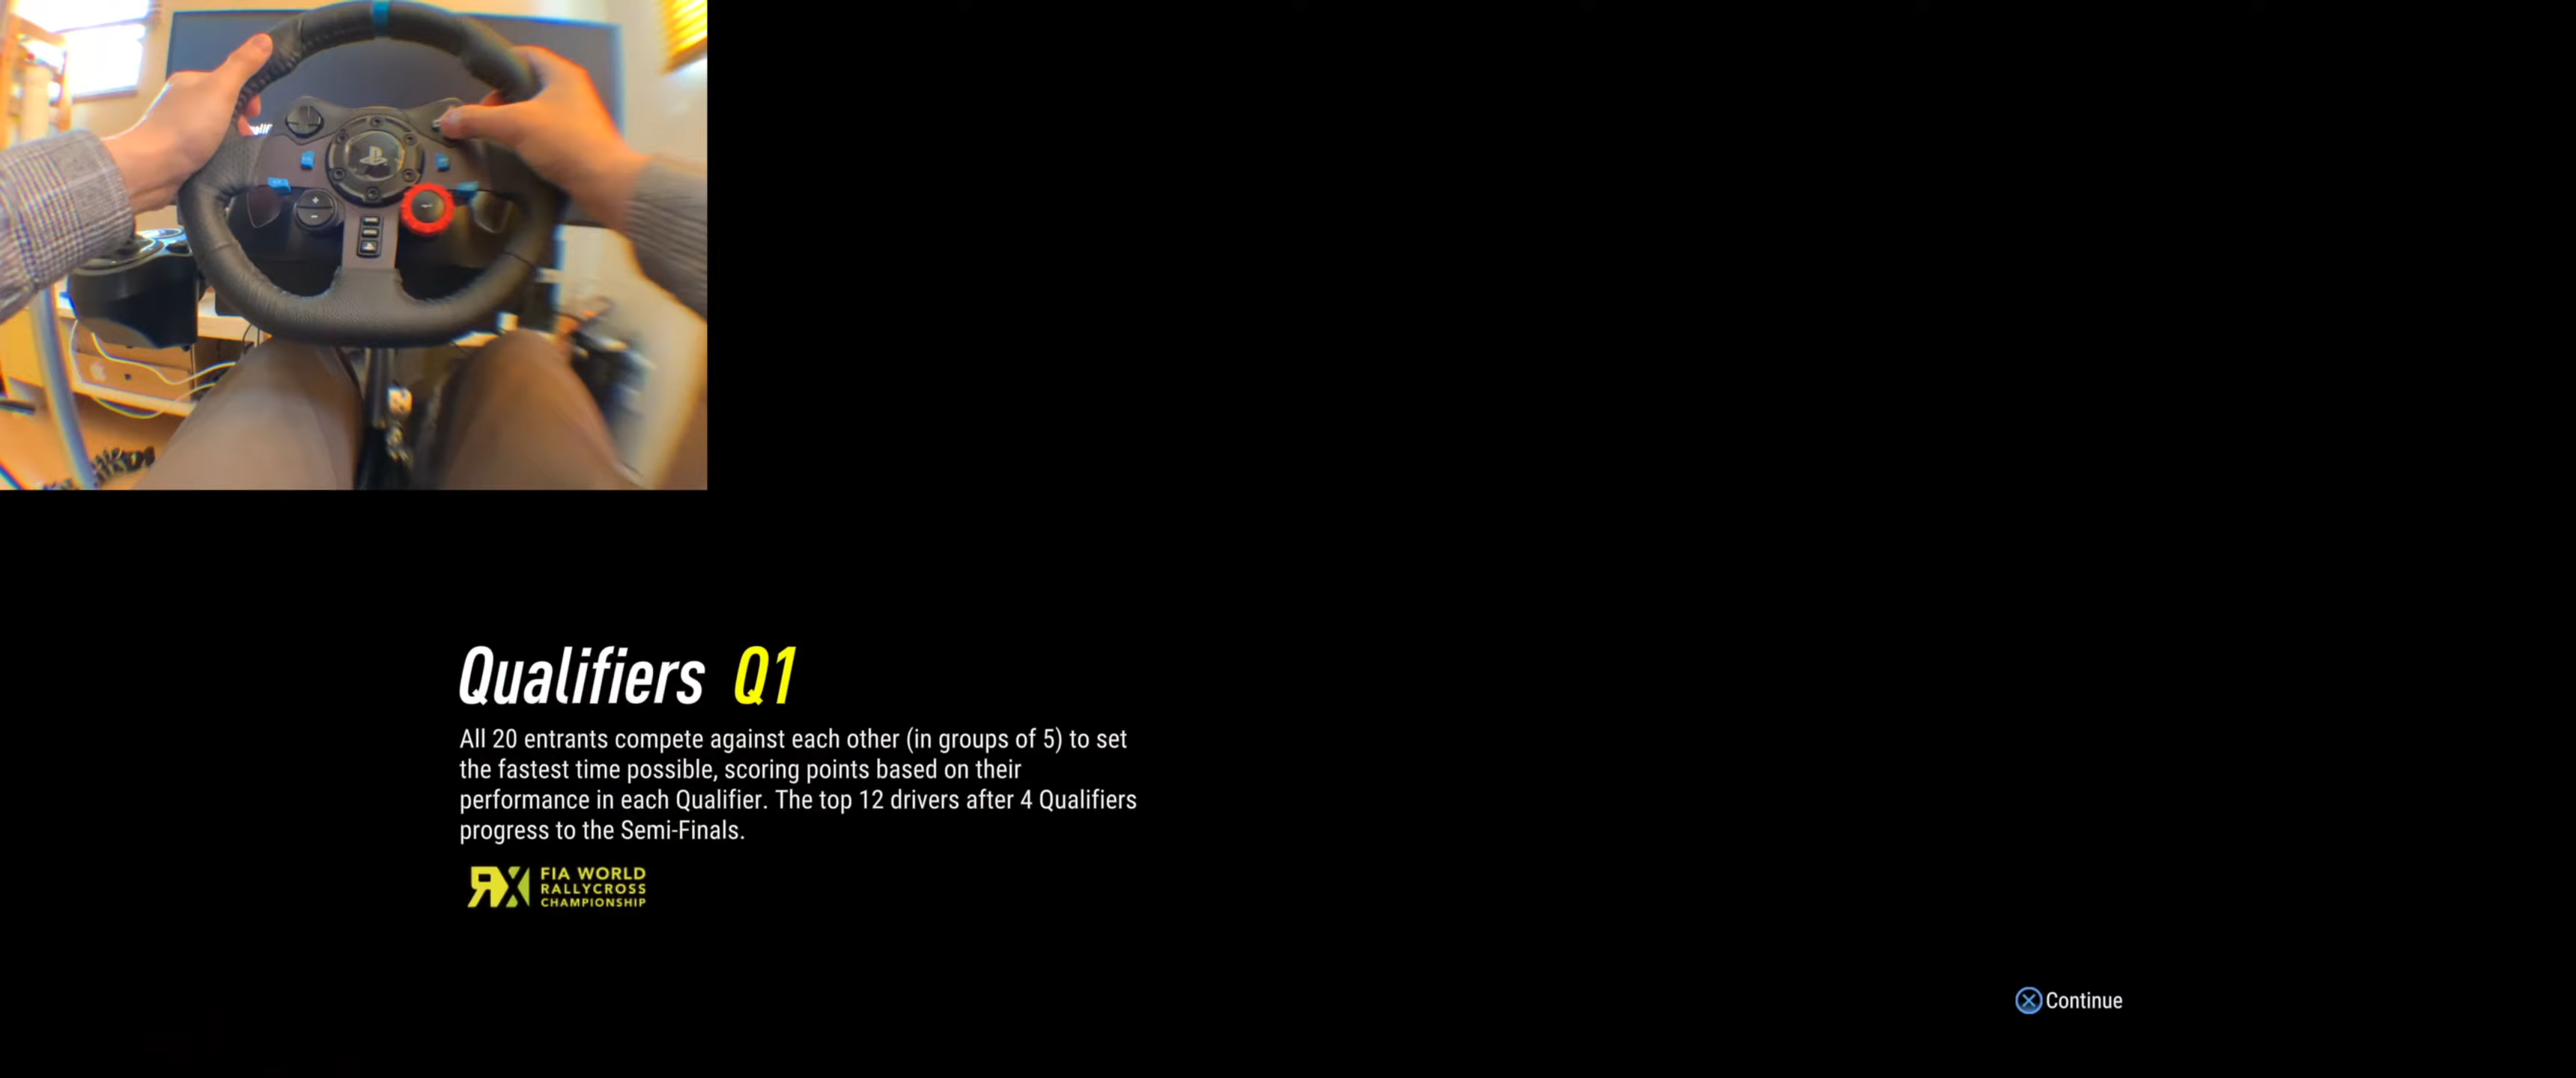 Qualifiers Q1
All 20 entrants compete against each other (in groups of 5) to set
the fastest time possible, scoring points based on their
performance in each Qualifier. The top 12 drivers after 4 Qualifiers
progress to the Semi-Finals.
RX FIA WORLD
RALLYCROSS
CHAMPIONSHIP
Continue